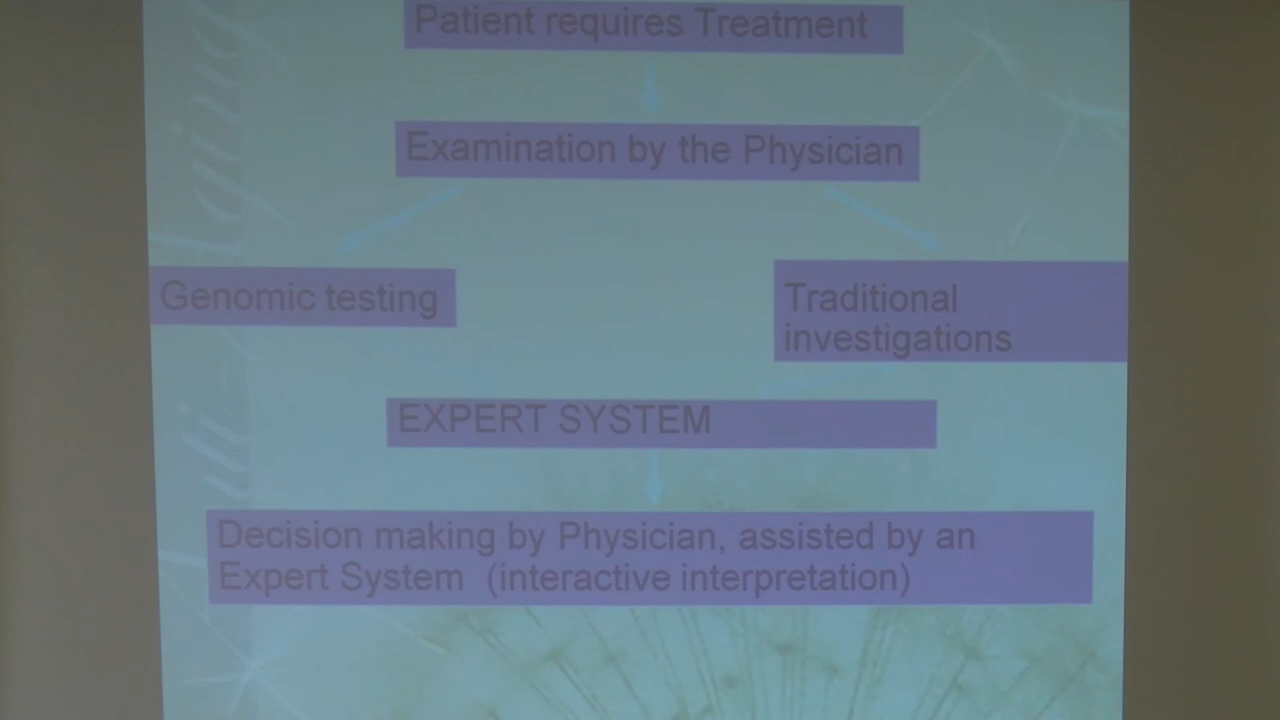 Patient requires Treatment
Examination by the Physician
Genomic testing
Traditional
investigations
EXPERT SYSTEM
Decision making by Physician, assisted by an
Expert System (interactive interpretation)